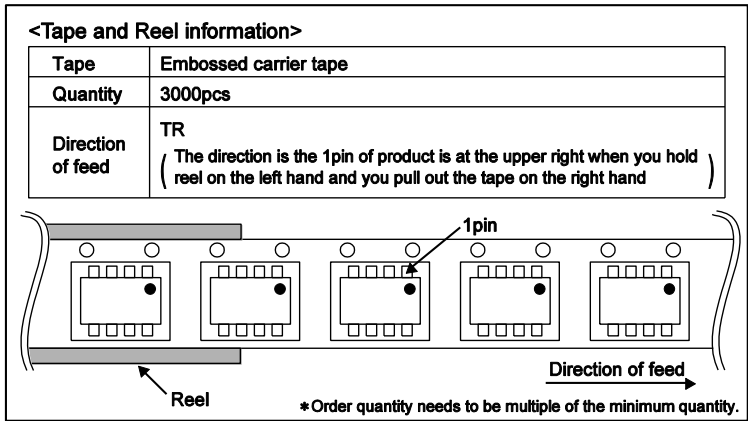 <Tape and Reel information>
Tape Embossed carrier tape
Quantity 3000pcs
Direction of feed TR
( The direction is the 1pin of product is at the upper right when you hold
reel on the left hand and you pull out the tape on the right hand )
1pin
Direction of feed
Reel
*Order quantity needs to be multiple of the minimum quantity.